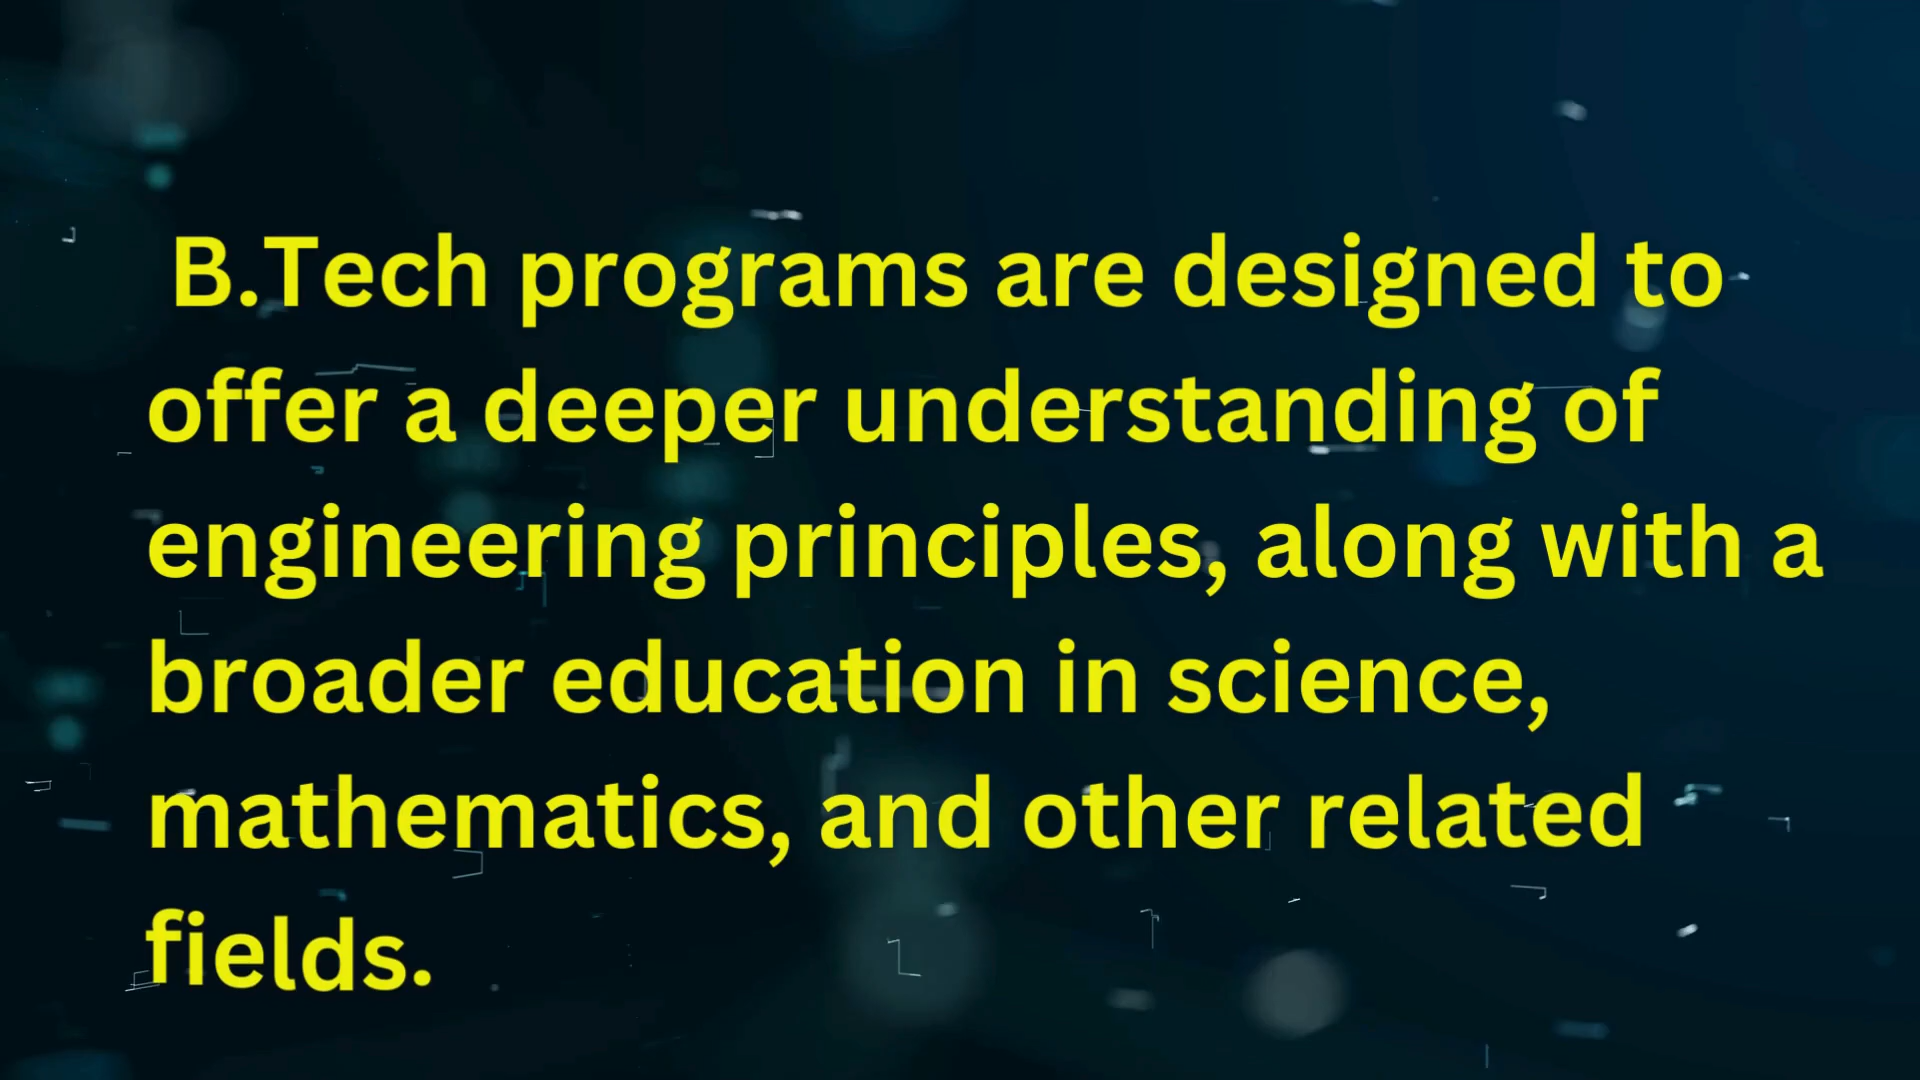 B.Tech programs are designed to
offer a deeper understanding of
engineering principles, along with a
broader education in science,
mathematics, and other related
fields.